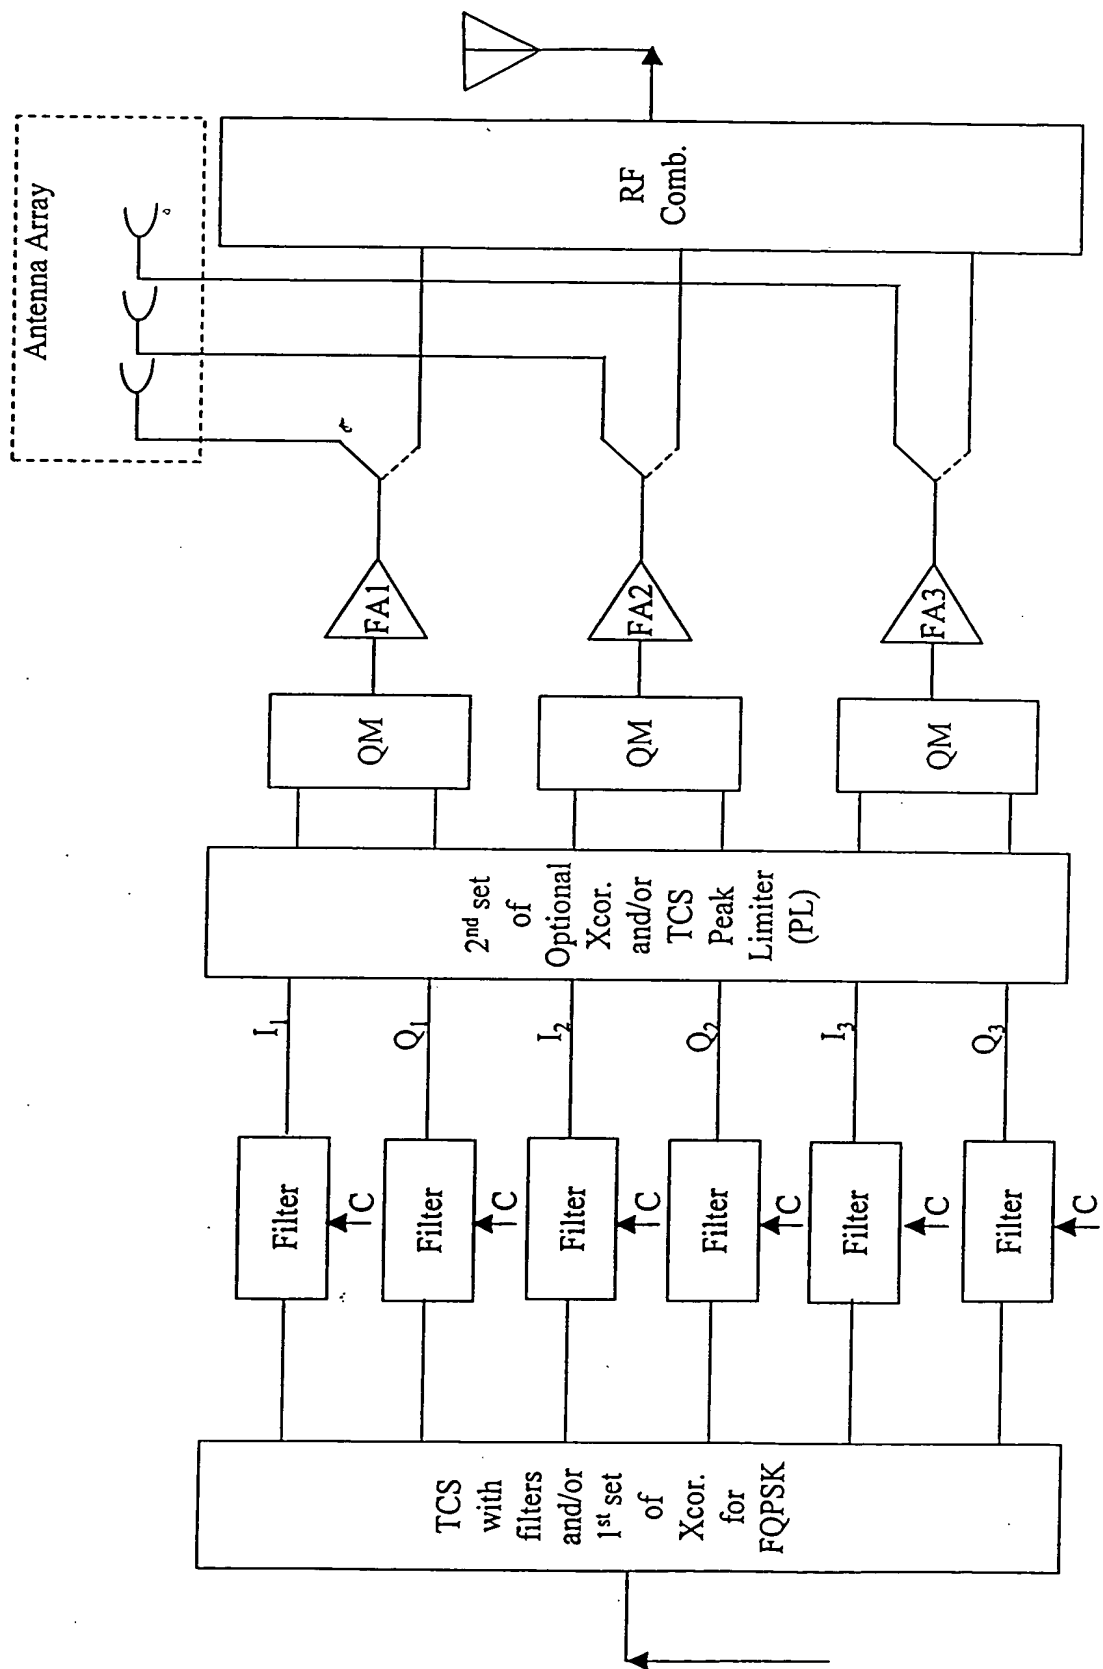 TCS
with
filters
and/or
1st set
of
Xcor.
for
FQPSK
Filter
C
Filter
C
Filter
C
Filter
C
Filter
C
Filter
C
I1
Q1
I2
Q2
I3
Q3
2nd set
of
Optional
Xcor.
and/or
TCS
Peak
Limiter
(PL)
QM
QM
QM
FA1
FA2
FA3
Antenna Array
RF
Comb.